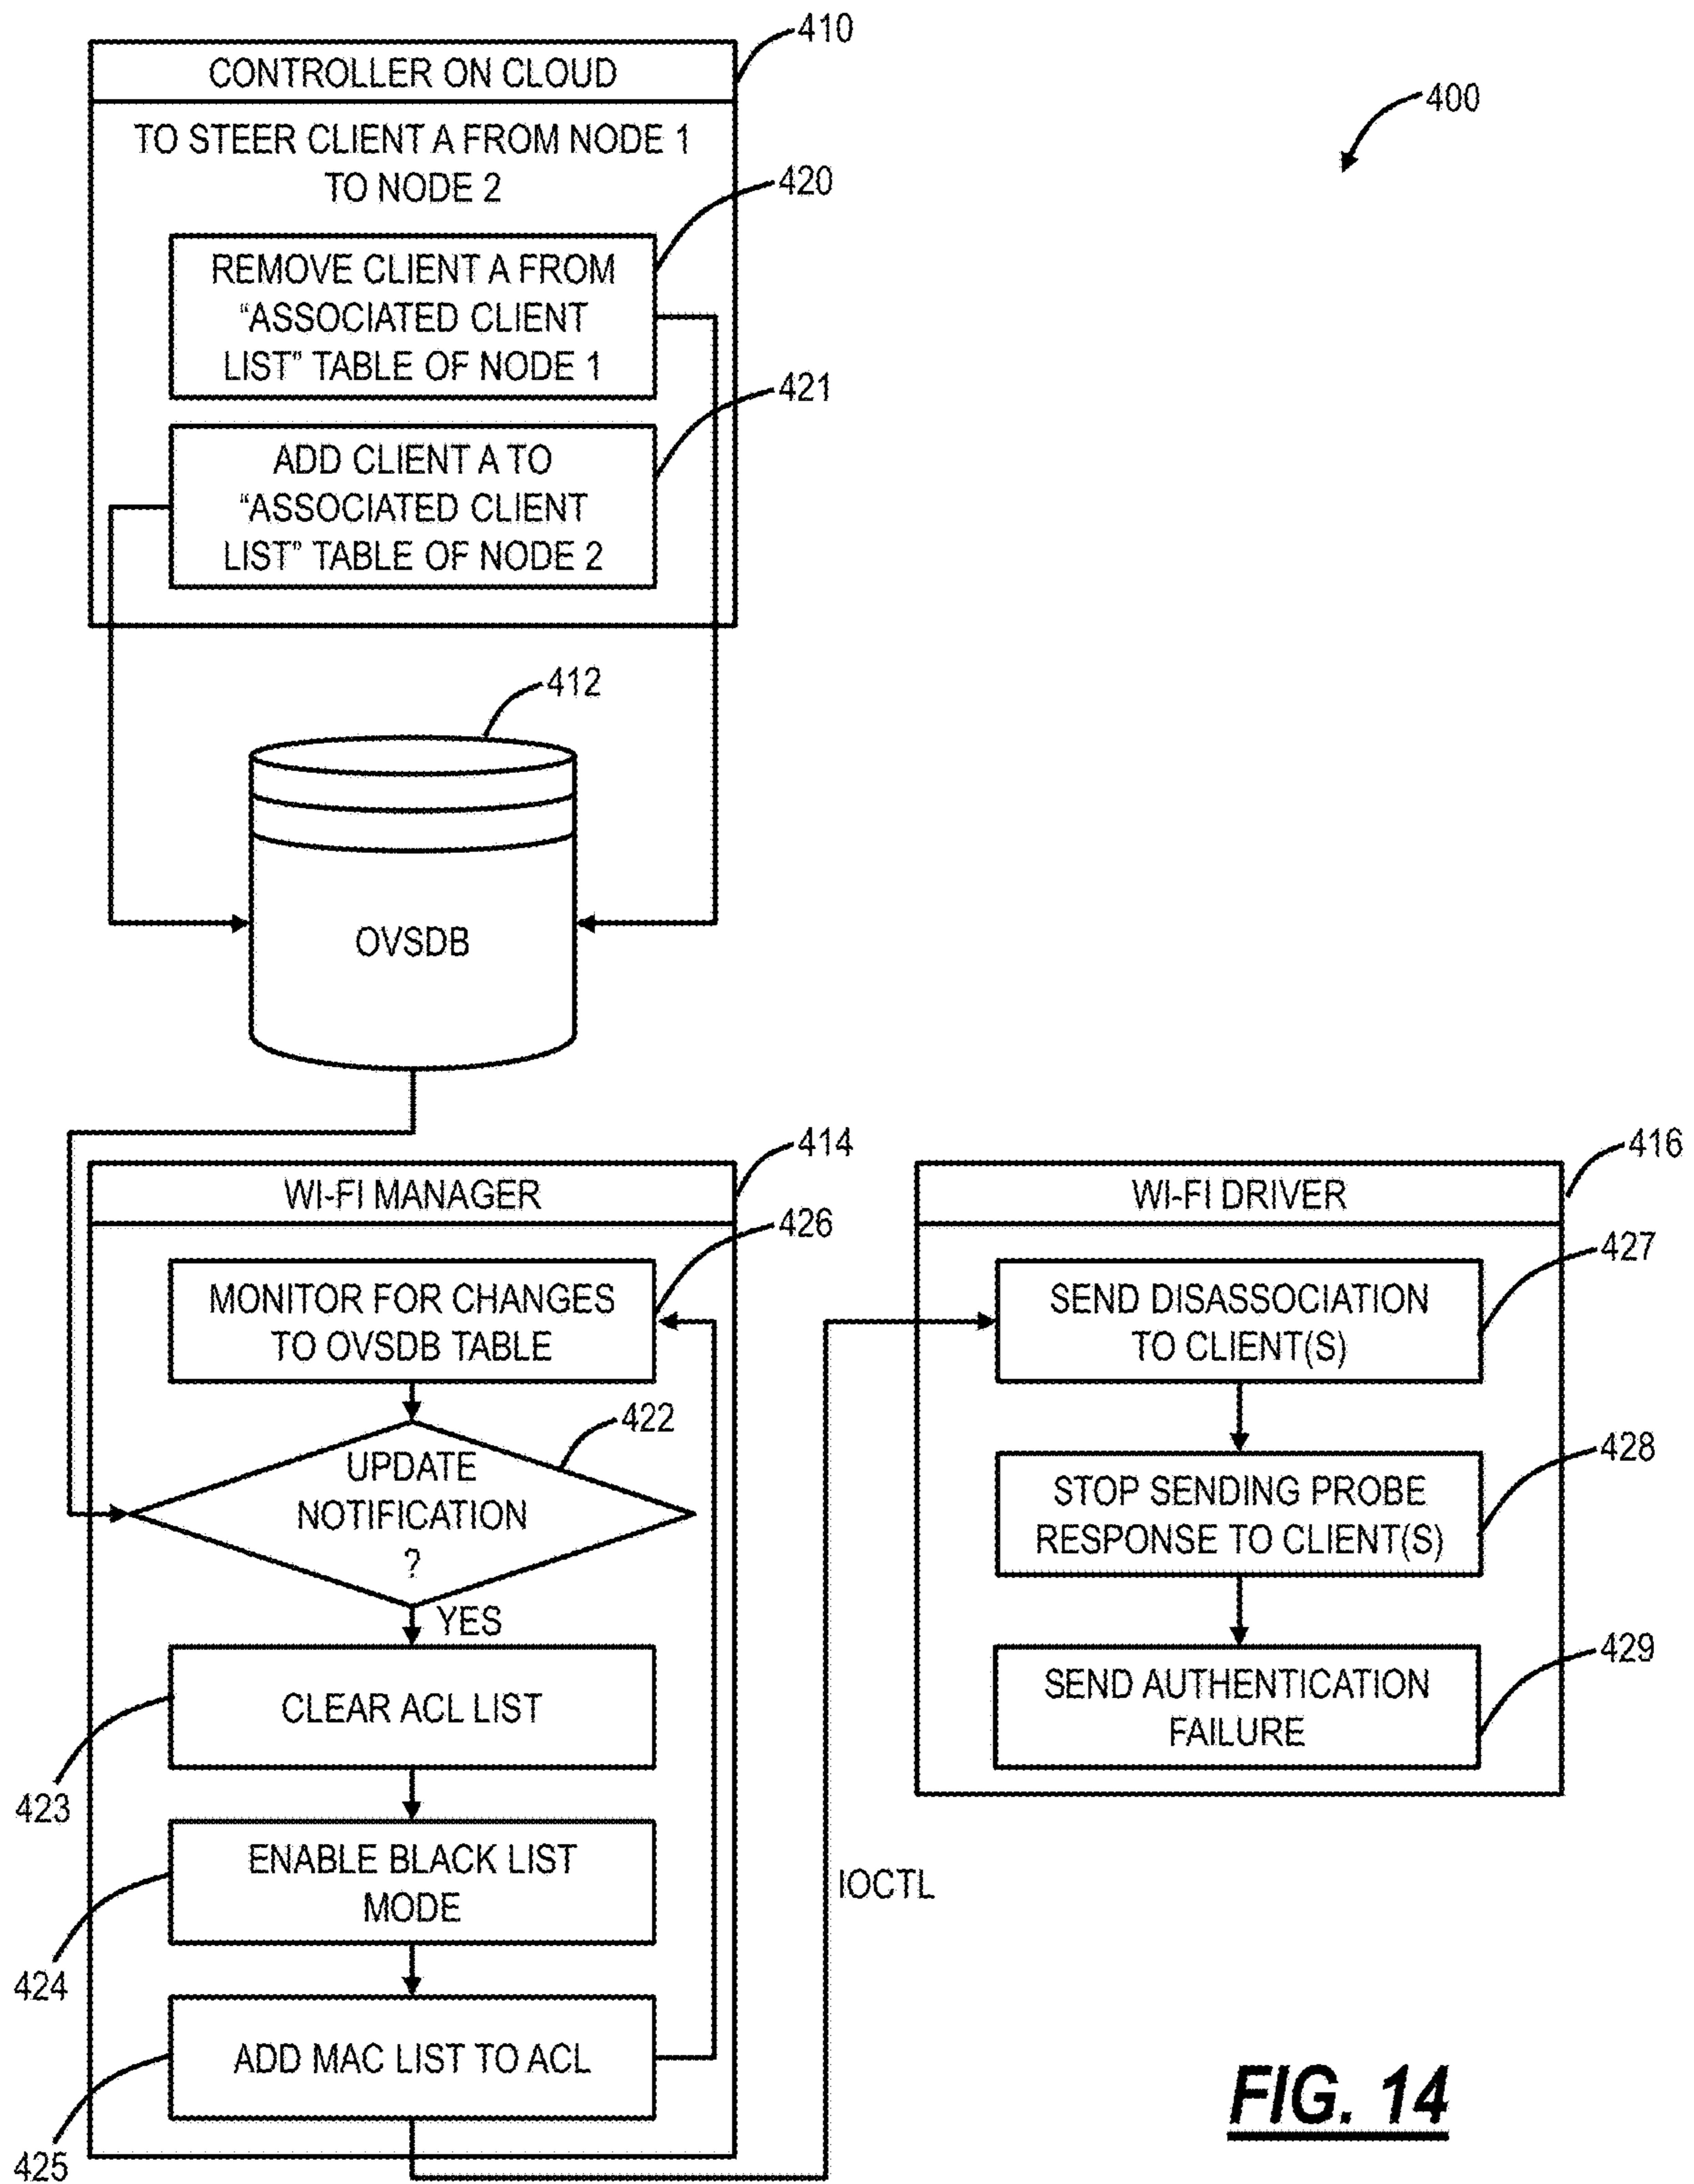 410
CONTROLLER ON CLOUD
400
TO STEER CLIENT A FROM NODE 1
TO NODE 2
420
REMOVE CLIENT A FROM
“ASSOCIATED CLIENT
LIST” TABLE OF NODE 1
421
ADD CLIENT A TO
“ASSOCIATED CLIENT
LIST” TABLE OF NODE 2
412
OVSDB
414
WI-FI MANAGER
426
MONITOR FOR CHANGES
TO OVSDB TABLE
422
UPDATE
NOTIFICATION
?
YES
CLEAR ACL LIST
423
ENABLE BLACK LIST
MODE
424
ADD MAC LIST TO ACL
425
IOCTL
416
WI-FI DRIVER
427
SEND DISASSOCIATION
TO CLIENT(S)
428
STOP SENDING PROBE
RESPONSE TO CLIENT(S)
429
SEND AUTHENTICATION
FAILURE
FIG. 14